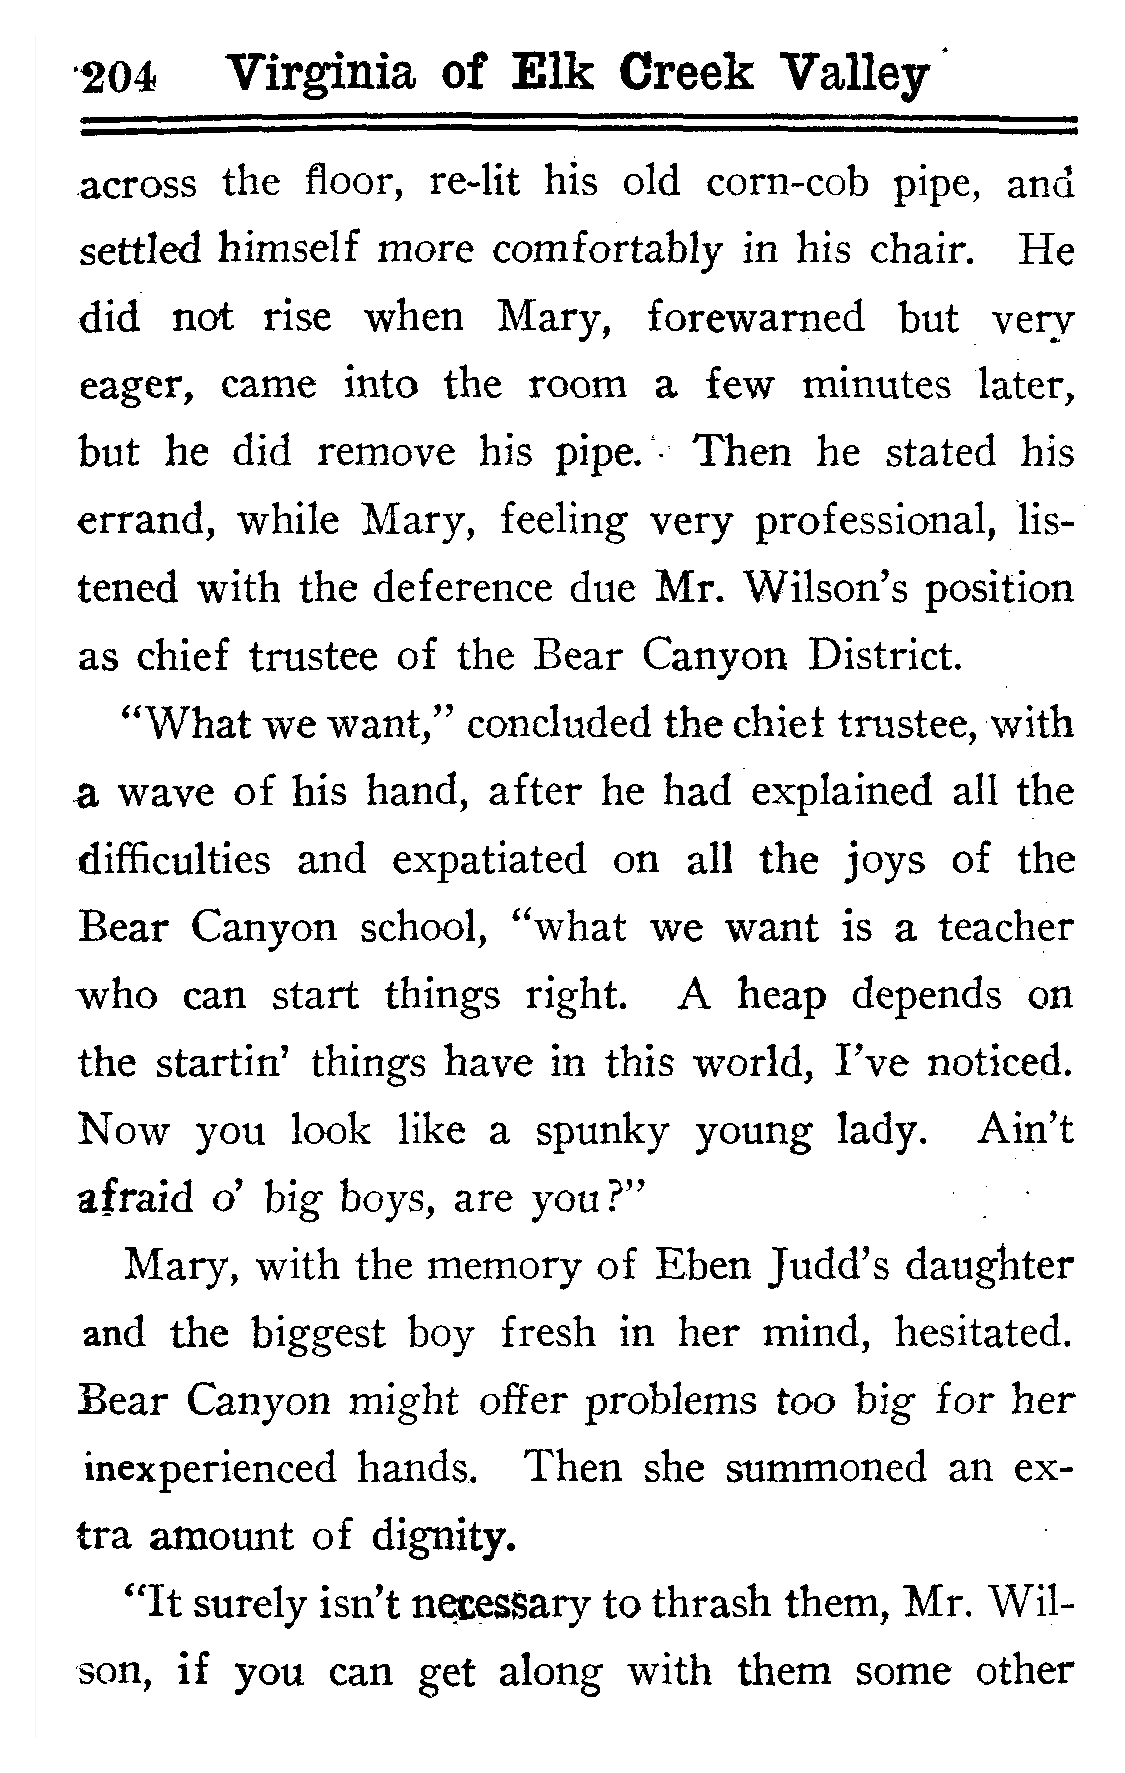 204 Virginia of Elk Creek Valley
across the floor, re-lit his old corn-cob pipe, and
settled himself more comfortably in his chair. He
did not rise when Mary, forewarned but very
eager, came into the room a few minutes later,
but he did remove his pipe. Then he stated his
errand, while Mary, feeling very professional, lis-
tened with the deference due Mr. Wilson's position
as chief trustee of the Bear Canyon District.
"What we want," concluded the chief trustee, with
a wave of his hand, after he had explained all the
difficulties and expatiated on all the joys of the
Bear Canyon school, "what we want is a teacher
who can start things right. A heap depends on
the startin' things have in this world, I've noticed.
Now you look like a spunky young lady. Ain't
afraid o' big boys, are you?"
Mary, with the memory of Eben Judd's daughter
and the biggest boy fresh in her mind, hesitated.
Bear Canyon might offer problems too big for her
inexperienced hands. Then she summoned an ex-
tra amount of dignity.
"It surely isn't necessary to thrash them, Mr. Wil-
son, if you can get along with them some other